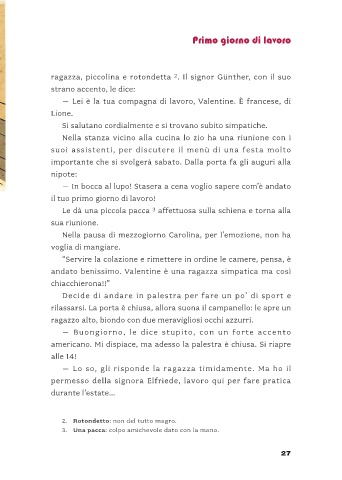 Primo giorno di lavoro
ragazza, piccolina e rotondetta ². Il signor Günther, con il suo
strano accento, le dice:
— Lei è la tua compagna di lavoro, Valentine. È francese, di
Lione.
Si salutano cordialmente e si trovano subito simpatiche.
Nella stanza vicino alla cucina lo zio ha una riunione con i
suoi assistenti, per discutere il menù di una festa molto
importante che si svolgerà sabato. Dalla porta fa gli auguri alla
nipote:
— In bocca al lupo! Stasera a cena voglio sapere com'è andato
il tuo primo giorno di lavoro!
Le dà una piccola pacca ³ affettuosa sulla schiena e torna alla
sua riunione.
Nella pausa di mezzogiorno Carolina, per l'emozione, non ha
voglia di mangiare.
"Servire la colazione e rimettere in ordine le camere, pensa, è
andato benissimo. Valentine è una ragazza simpatica ma così
chiacchierona!!"
Decide di andare in palestra per fare un po' di sport e
rilassarsi. La porta è chiusa, allora suona il campanello: le apre un
ragazzo alto, biondo con due meravigliosi occhi azzurri.
— Buongiorno, le dice stupito, con un forte accento
americano. Mi dispiace, ma adesso la palestra è chiusa. Si riapre
alle 14!
— Lo so, gli risponde la ragazza timidamente. Ma ho il
permesso della signora Elfriede, lavoro qui per fare pratica
durante l'estate...
2. Rotondetto: non del tutto magro.
3. Una pacca: colpo amichevole dato con la mano.
27